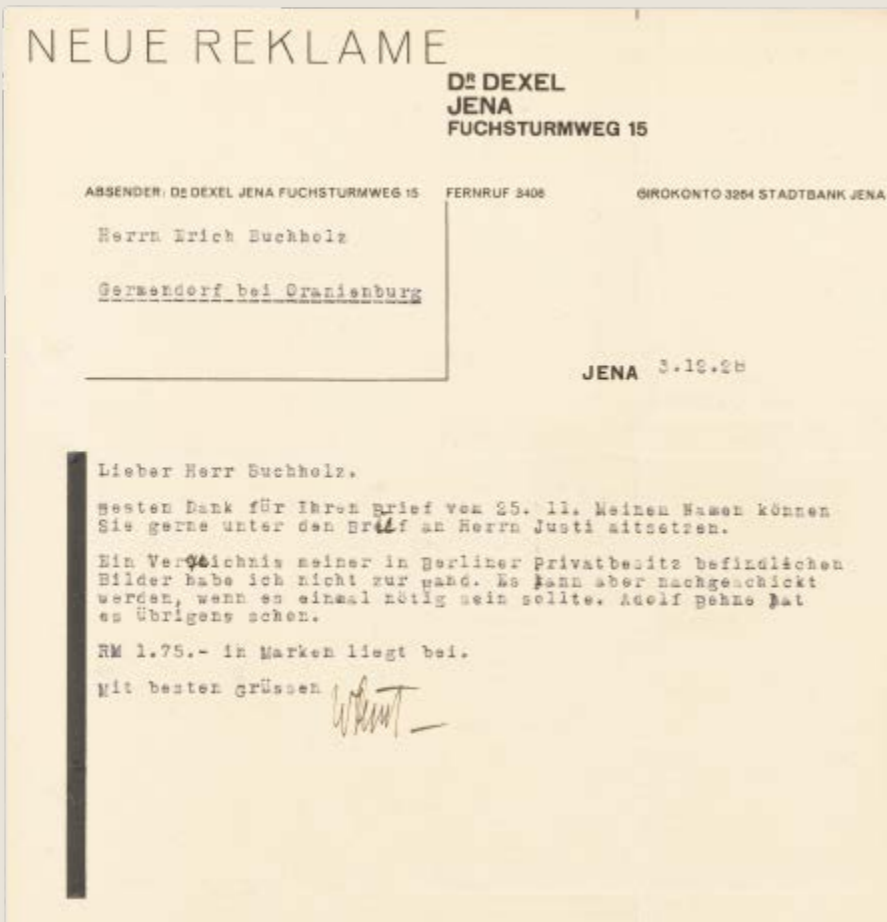 NEUE REKLAME
DR DEXEL
JENA
FUCHSTURMWEG 15
ABSENDER: DR DEXEL JENA FUCHSTURMWEG 15 FERNRUF 3408 GIROKONTO 3264 STADTBANK JENA
Herrn Erich Buchholz
Germendorf bei Oranienburg
JENA 3.12.28
Lieber Herr Buchholz.
Besten Dank für Ihren Brief vom 25. 11. Meinen Namen können
Sie gerne unter den Brief an Herrn Justi mitsetzen.
Ein Verzeichnis meiner in Berliner Privatbesitz befindlichen
Bilder habe ich nicht zur Hand. Es kann aber nachgeschickt
werden, wenn es einmal nötig sein sollte. Adolf Behne hat
es übrigens schon.
RM 1.75.- in Marken liegt bei.
Mit besten Grüssen